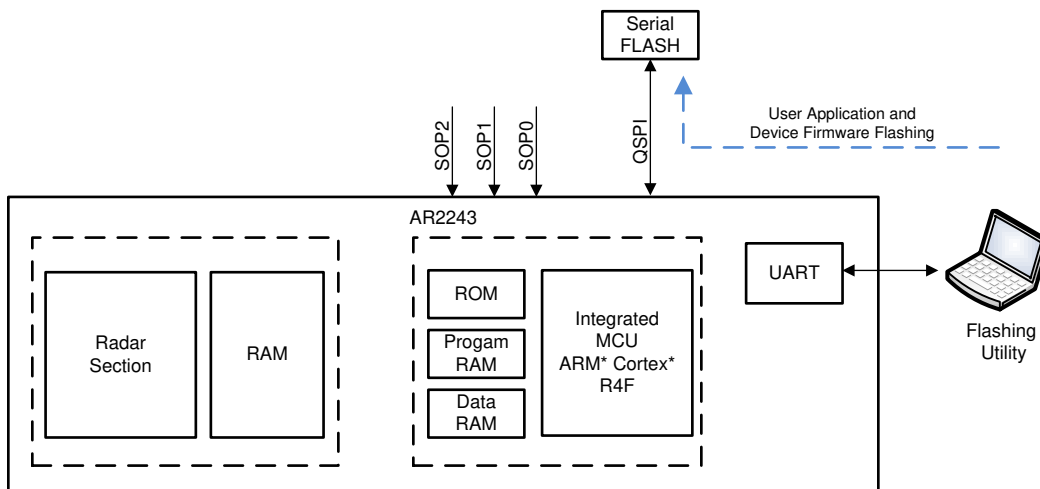 Serial
FLASH
User Application and
Device Firmware Flashing
SOP2
SOP1
SOP0
QSPI
AR2243
Radar
Section
RAM
ROM
Progam
RAM
Data
RAM
Integrated
MCU
ARM* Cortex*
R4F
UART
Flashing
Utility